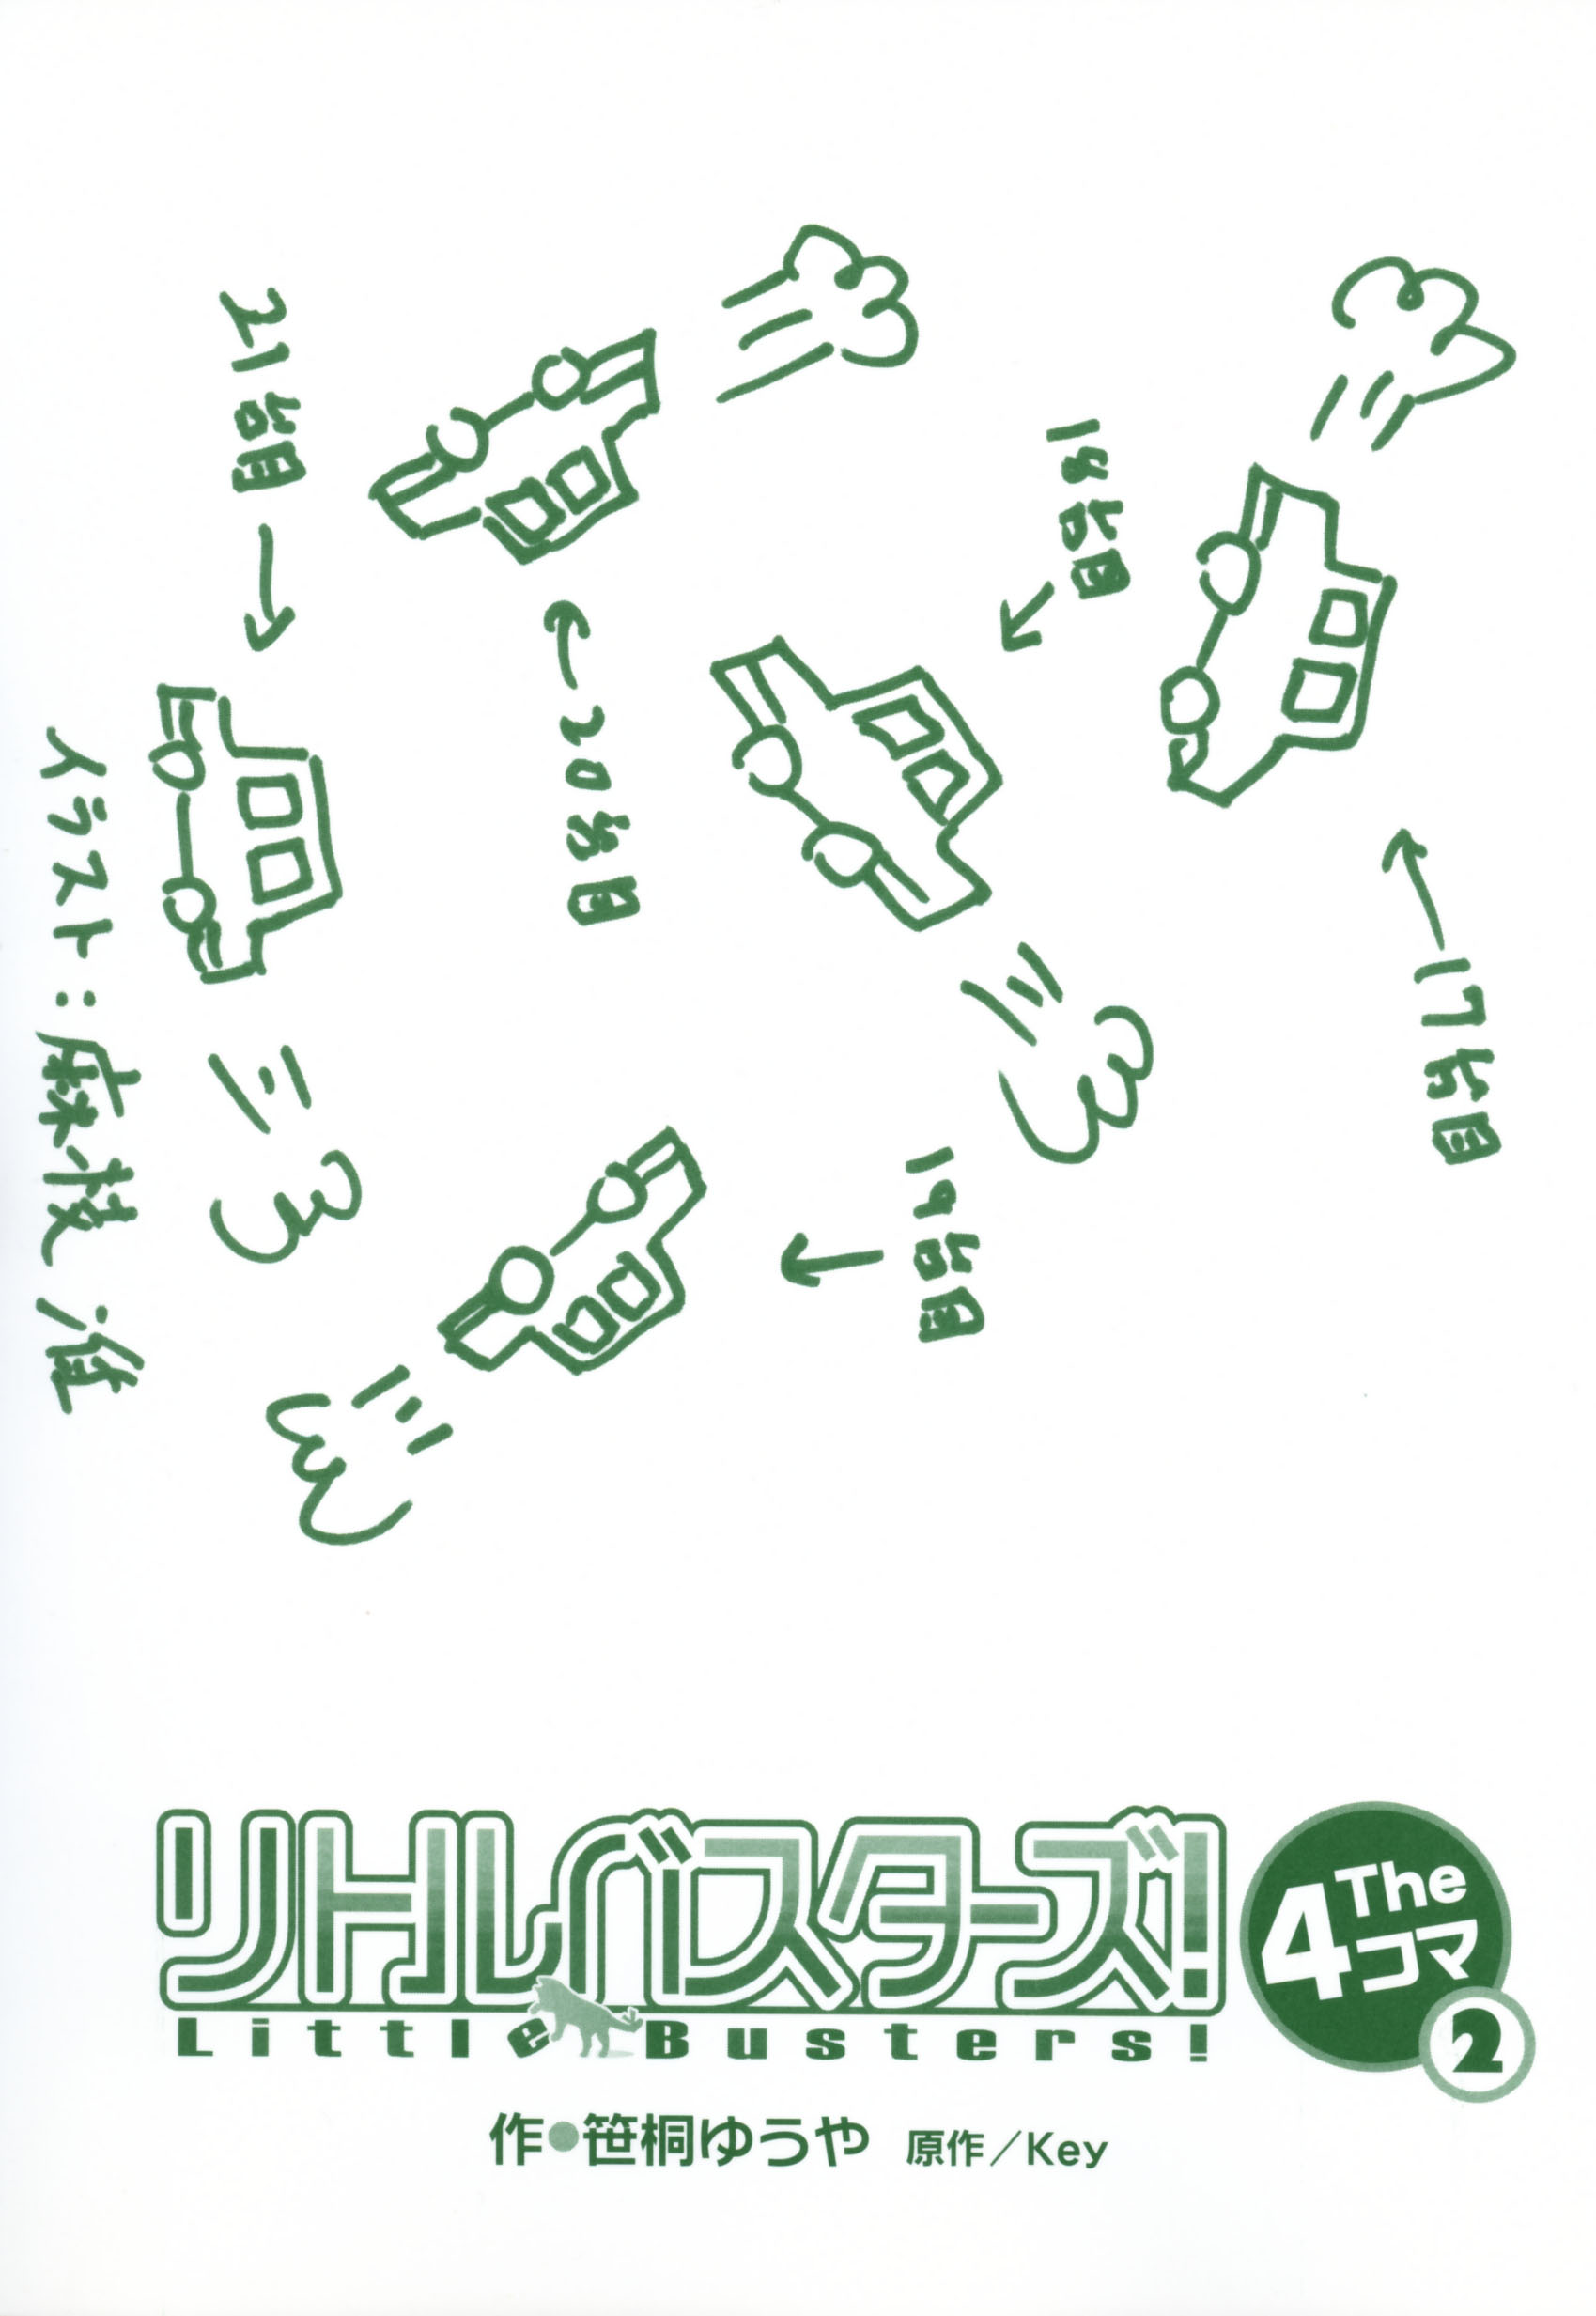 17台目
18台目
19台目
20台目
21台目
イラスト：麻枝 准
リトルバスターズ!
Little Busters!
The
4コマ
2
作●笹桐ゆうや 原作／Key